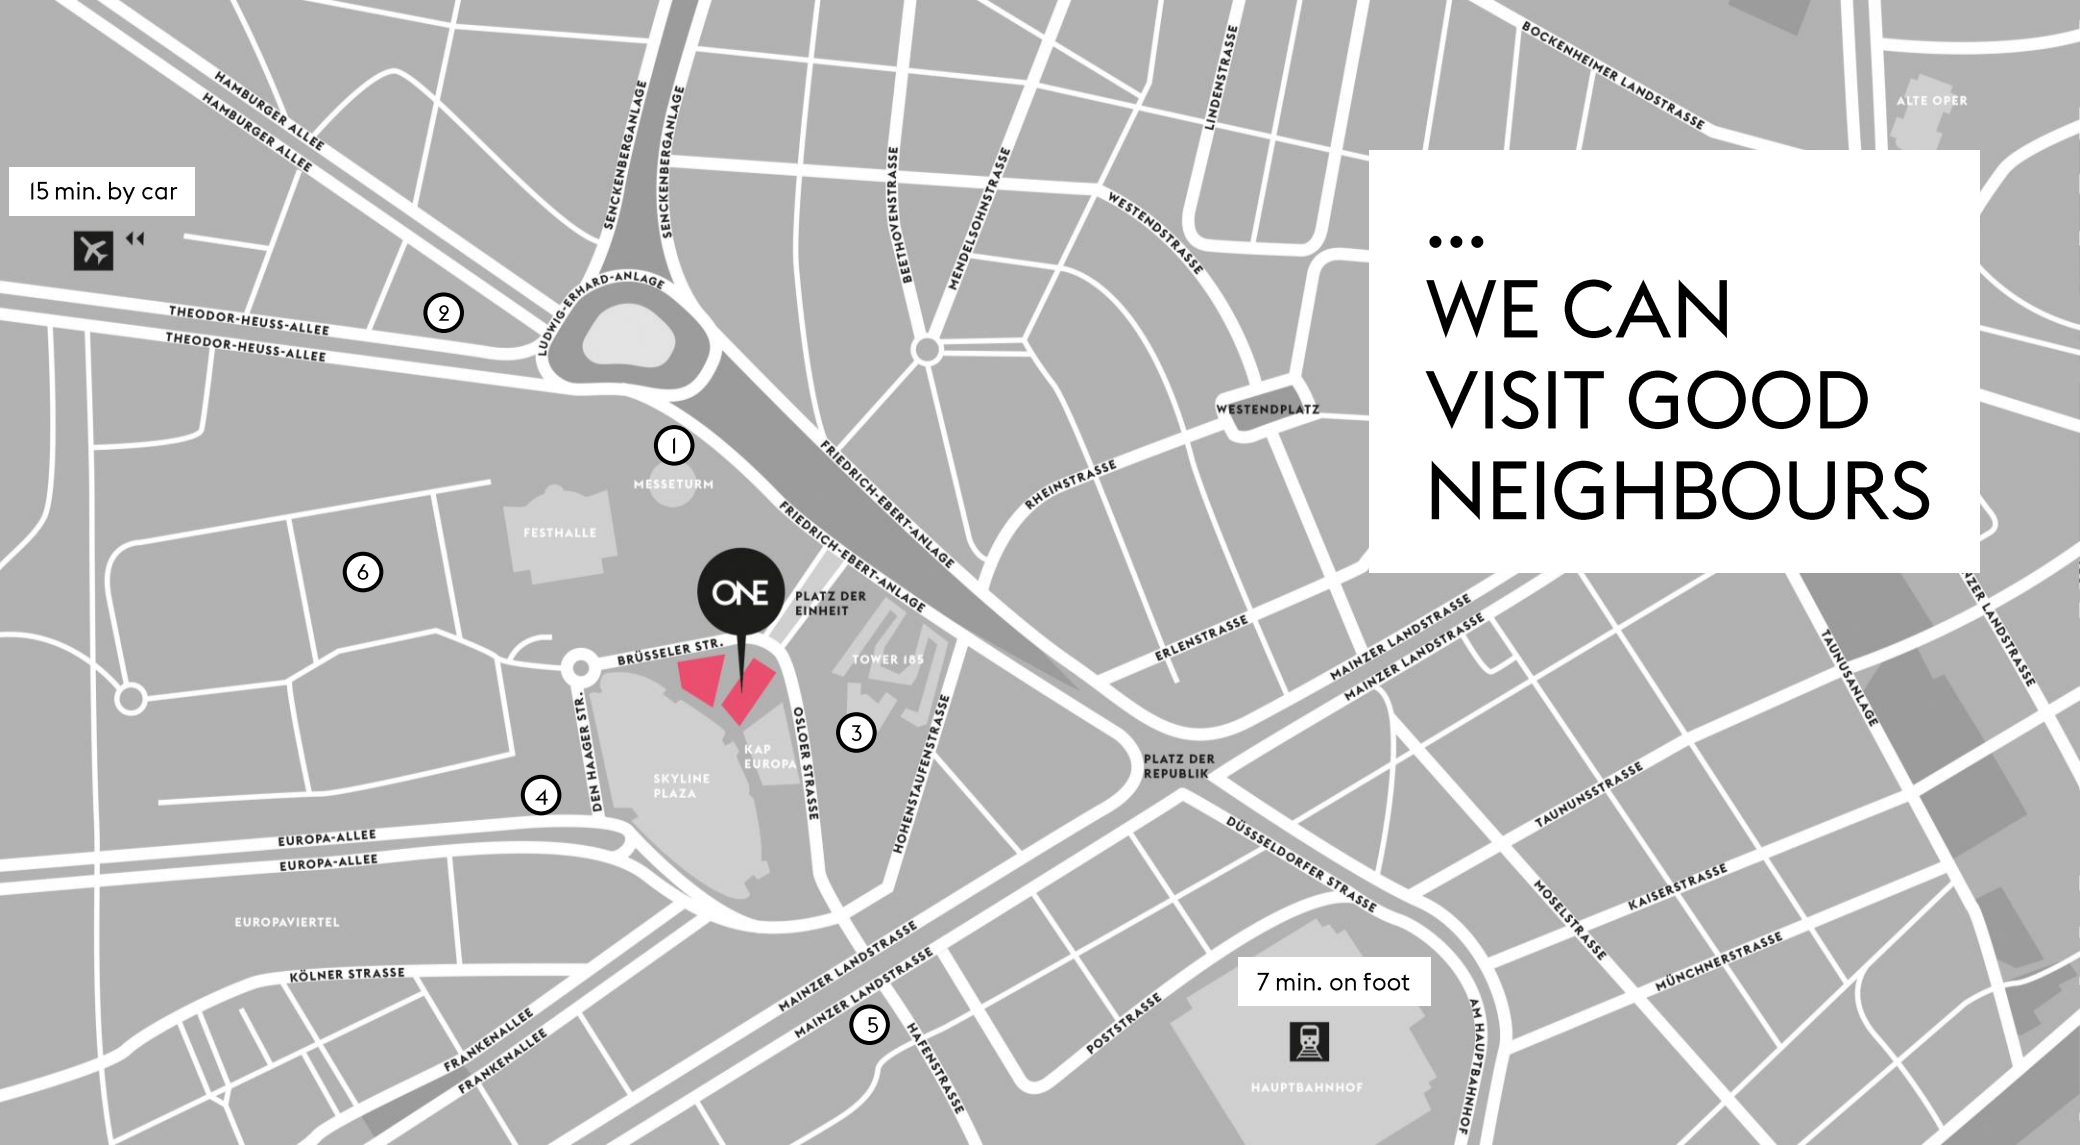 BOCKENHEIMER LANDSTRASSE
ALTE OPER
LINDENSTRASSE
HAMBURGER ALLEE
HAMBURGER ALLEE
SENCKENBERGANLAGE
SENCKENBERGANLAGE
BEETHOVENSTRASSE
MENDELSOHNSTRASSE
WESTENDSTRASSE
15 min. by car
...
WE CAN
VISIT GOOD
NEIGHBOURS
LUDWIG-ERHARD-ANLAGE
THEODOR-HEUSS-ALLEE
THEODOR-HEUSS-ALLEE
2
WESTENDPLATZ
1
MESSETURM
FESTHALLE
FRIEDRICH-EBERT-ANLAGE
FRIEDRICH-EBERT-ANLAGE
RHEINSTRASSE
6
ONE
PLATZ DER
EINHEIT
BRÜSSELER STR.
TOWER 185
ERLENSTRASSE
MAINZER LANDSTRASSE
MAINZER LANDSTRASSE
NZER LANDSTRASSE
TAUNUSANLAGE
DEN HAAGER STR.
OSLOER STRASSE
HOHENSTAUFENSTRASSE
3
KAP
EUROPA
SKYLINE
PLAZA
4
PLATZ DER
REPUBLIK
EUROPA-ALLEE
EUROPA-ALLEE
TAUNUNSSTRASSE
DÜSSSELDORFER STRASSE
KAISERSTRASSE
MOSELSTRASSE
MÜNCHNERSTRASSE
EUROPAVIERTEL
KÖLNER STRASSE
MAINZER LANDSTRASSE
MAINZER LANDSTRASSE
5
HAFENSTRASSE
POSTSTRASSE
FRANKENALLEE
FRANKENALLEE
7 min. on foot
HAUPTBAHNHOF
AM HAUPTBAHNHOF